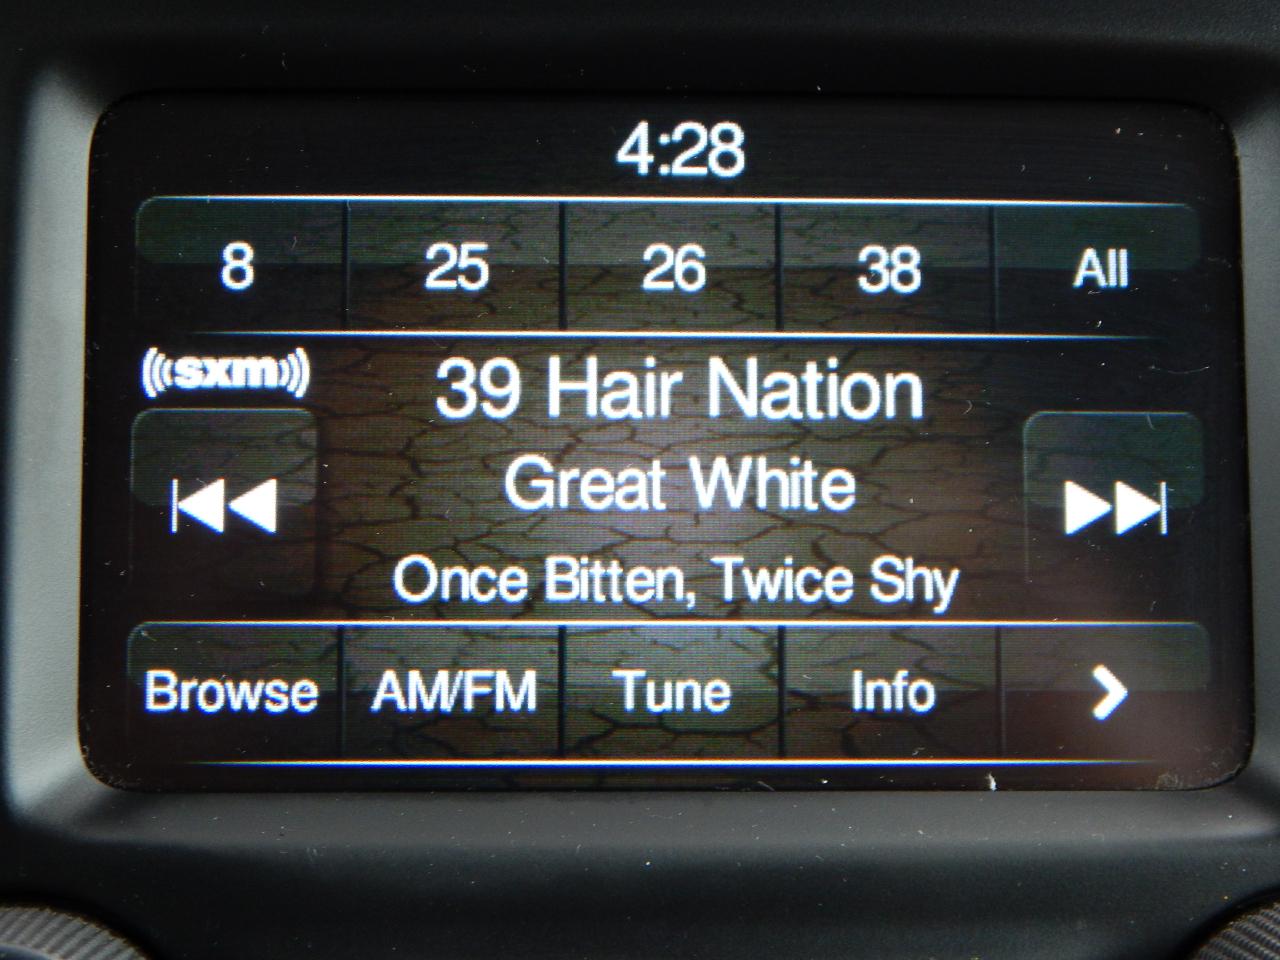 4:28
8 25 26 38 All
((sxm))
39 Hair Nation
Great White
Once Bitten, Twice Shy
Browse AM/FM Tune Info